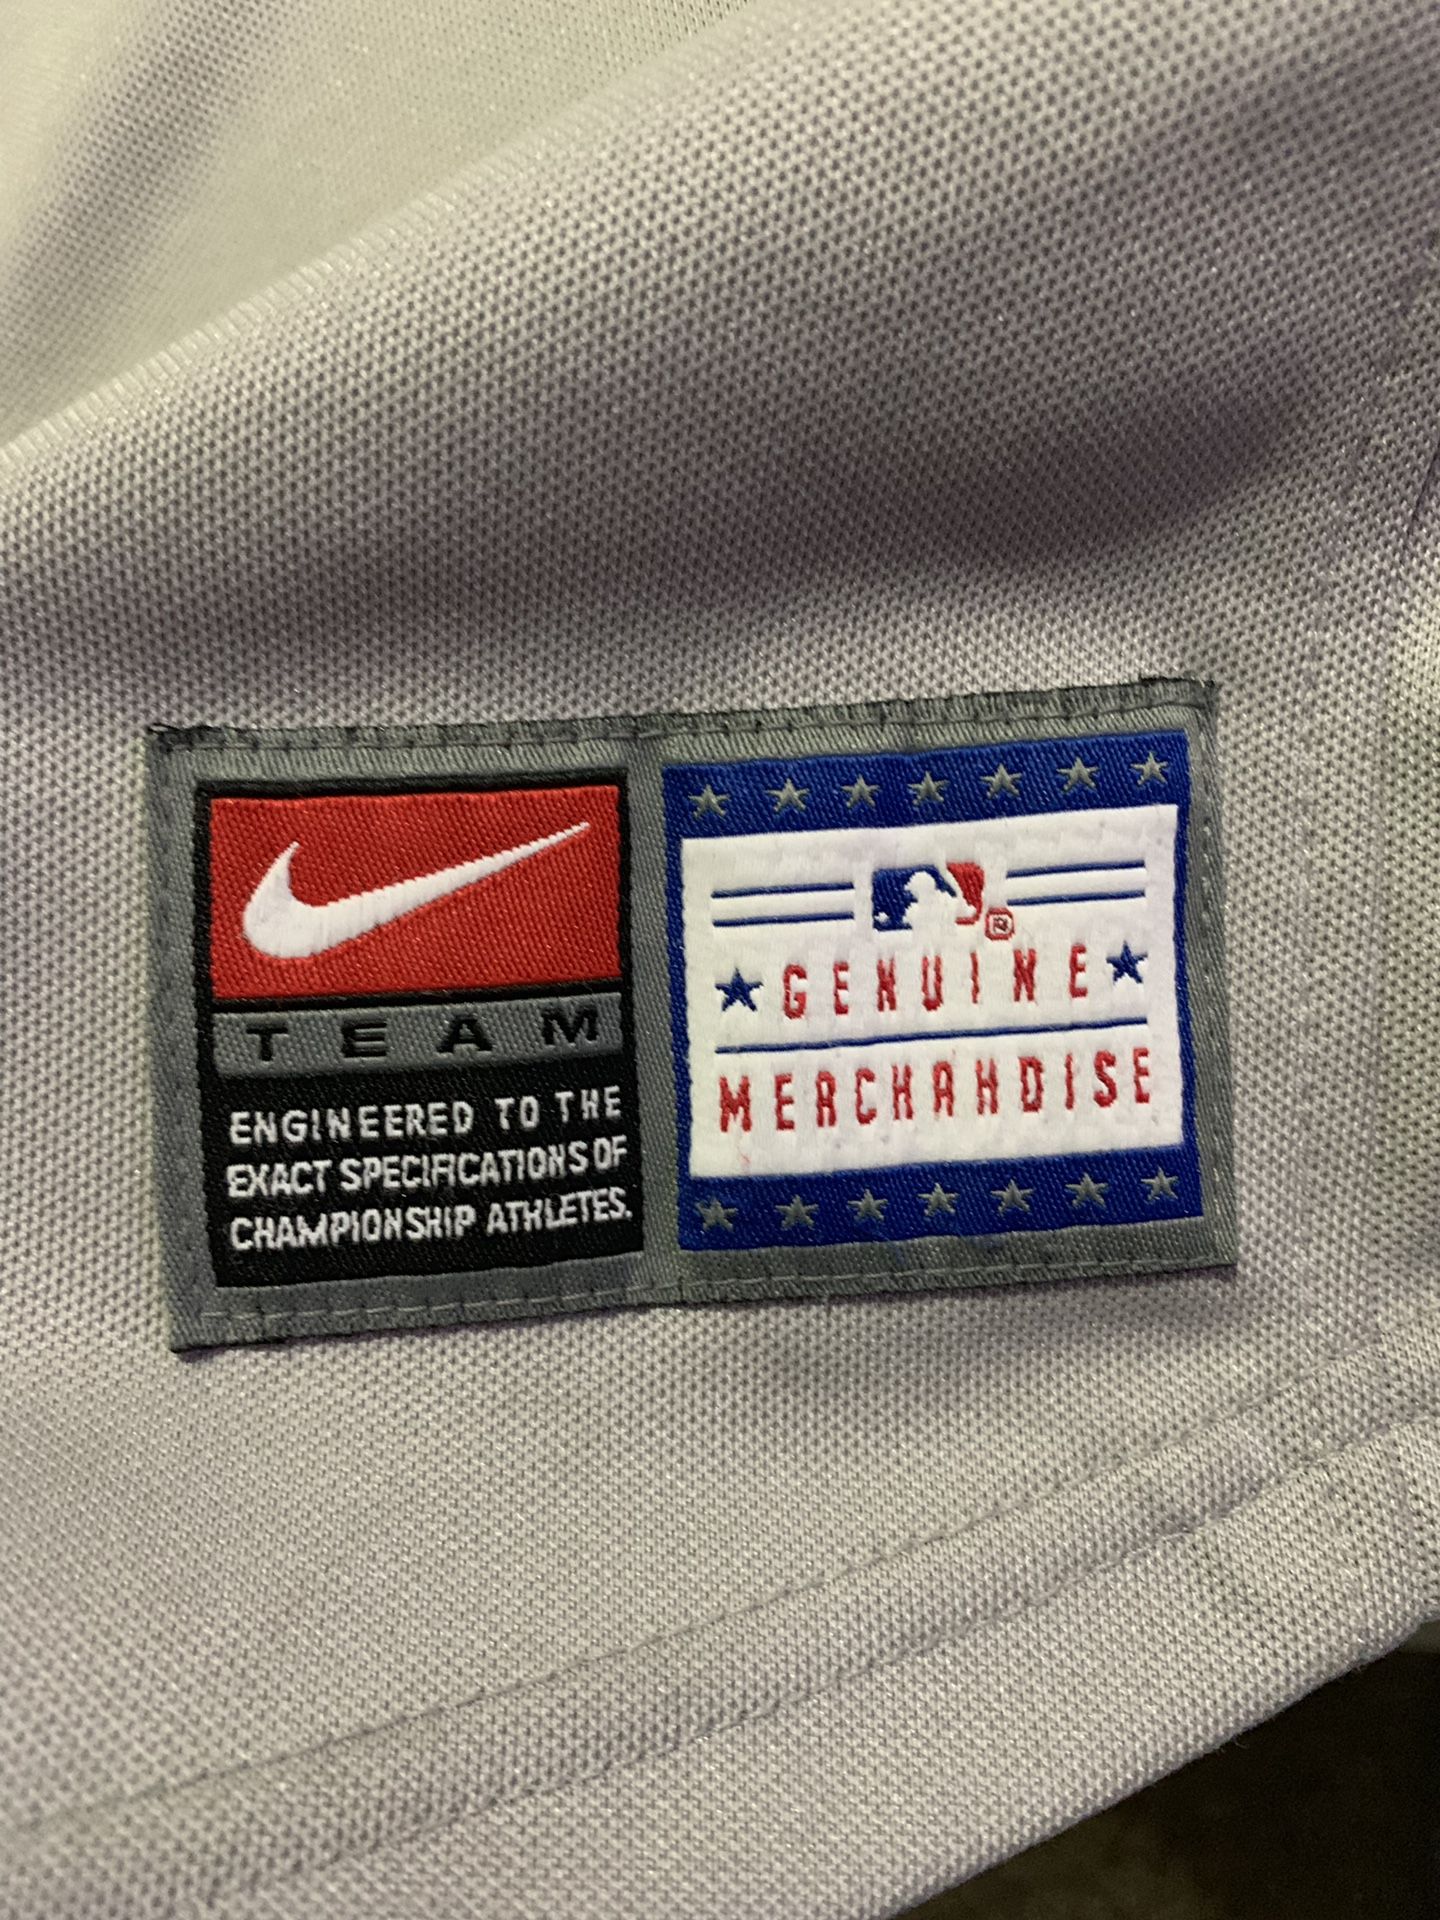 TEAM
ENGINEERED TO THE
EXACT SPECIFICATIONS OF
CHAMPIONSHIP ATHLETES.
®
GENUINE
MERCHANDISE